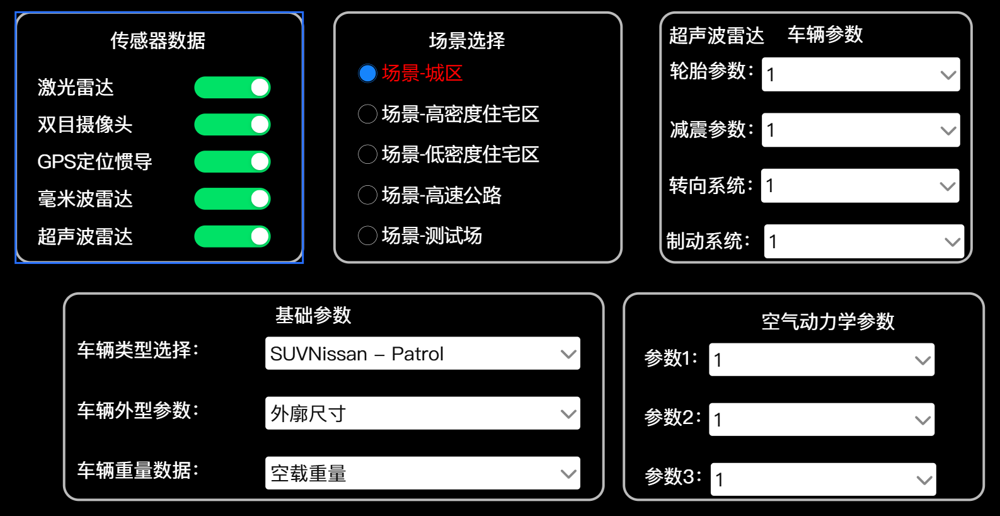 传感器数据
激光雷达
双目摄像头
GPS定位惯导
毫米波雷达
超声波雷达
场景选择
场景-城区
场景-高密度住宅区
场景-低密度住宅区
场景-高速公路
场景-测试场
超声波雷达 车辆参数
轮胎参数： 1
减震参数： 1
转向系统： 1
制动系统： 1
基础参数
车辆类型选择： SUVNissan – Patrol
车辆外型参数： 外廓尺寸
车辆重量数据： 空载重量
空气动力学参数
参数1： 1
参数2： 1
参数3： 1